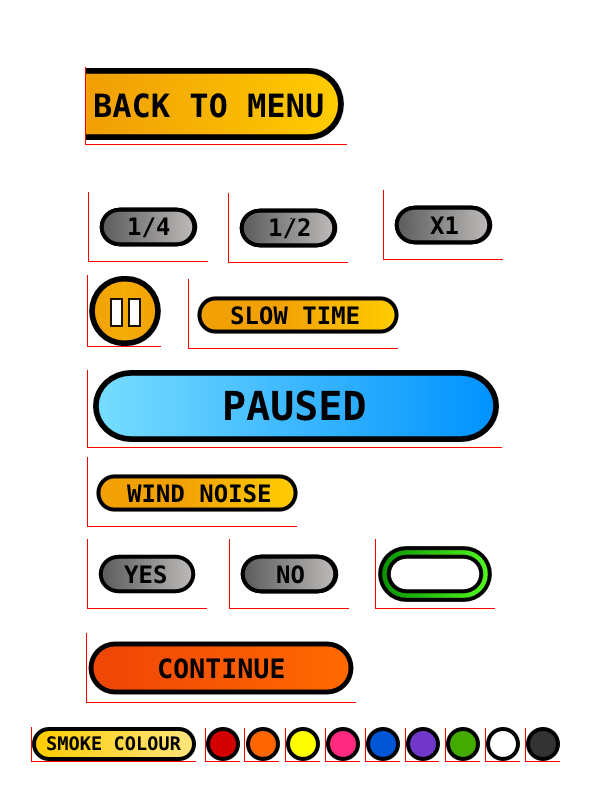 BACK TO MENU
1/4 1/2 X1
SLOW TIME
PAUSED
WIND NOISE
YES NO
CONTINUE
SMOKE COLOUR